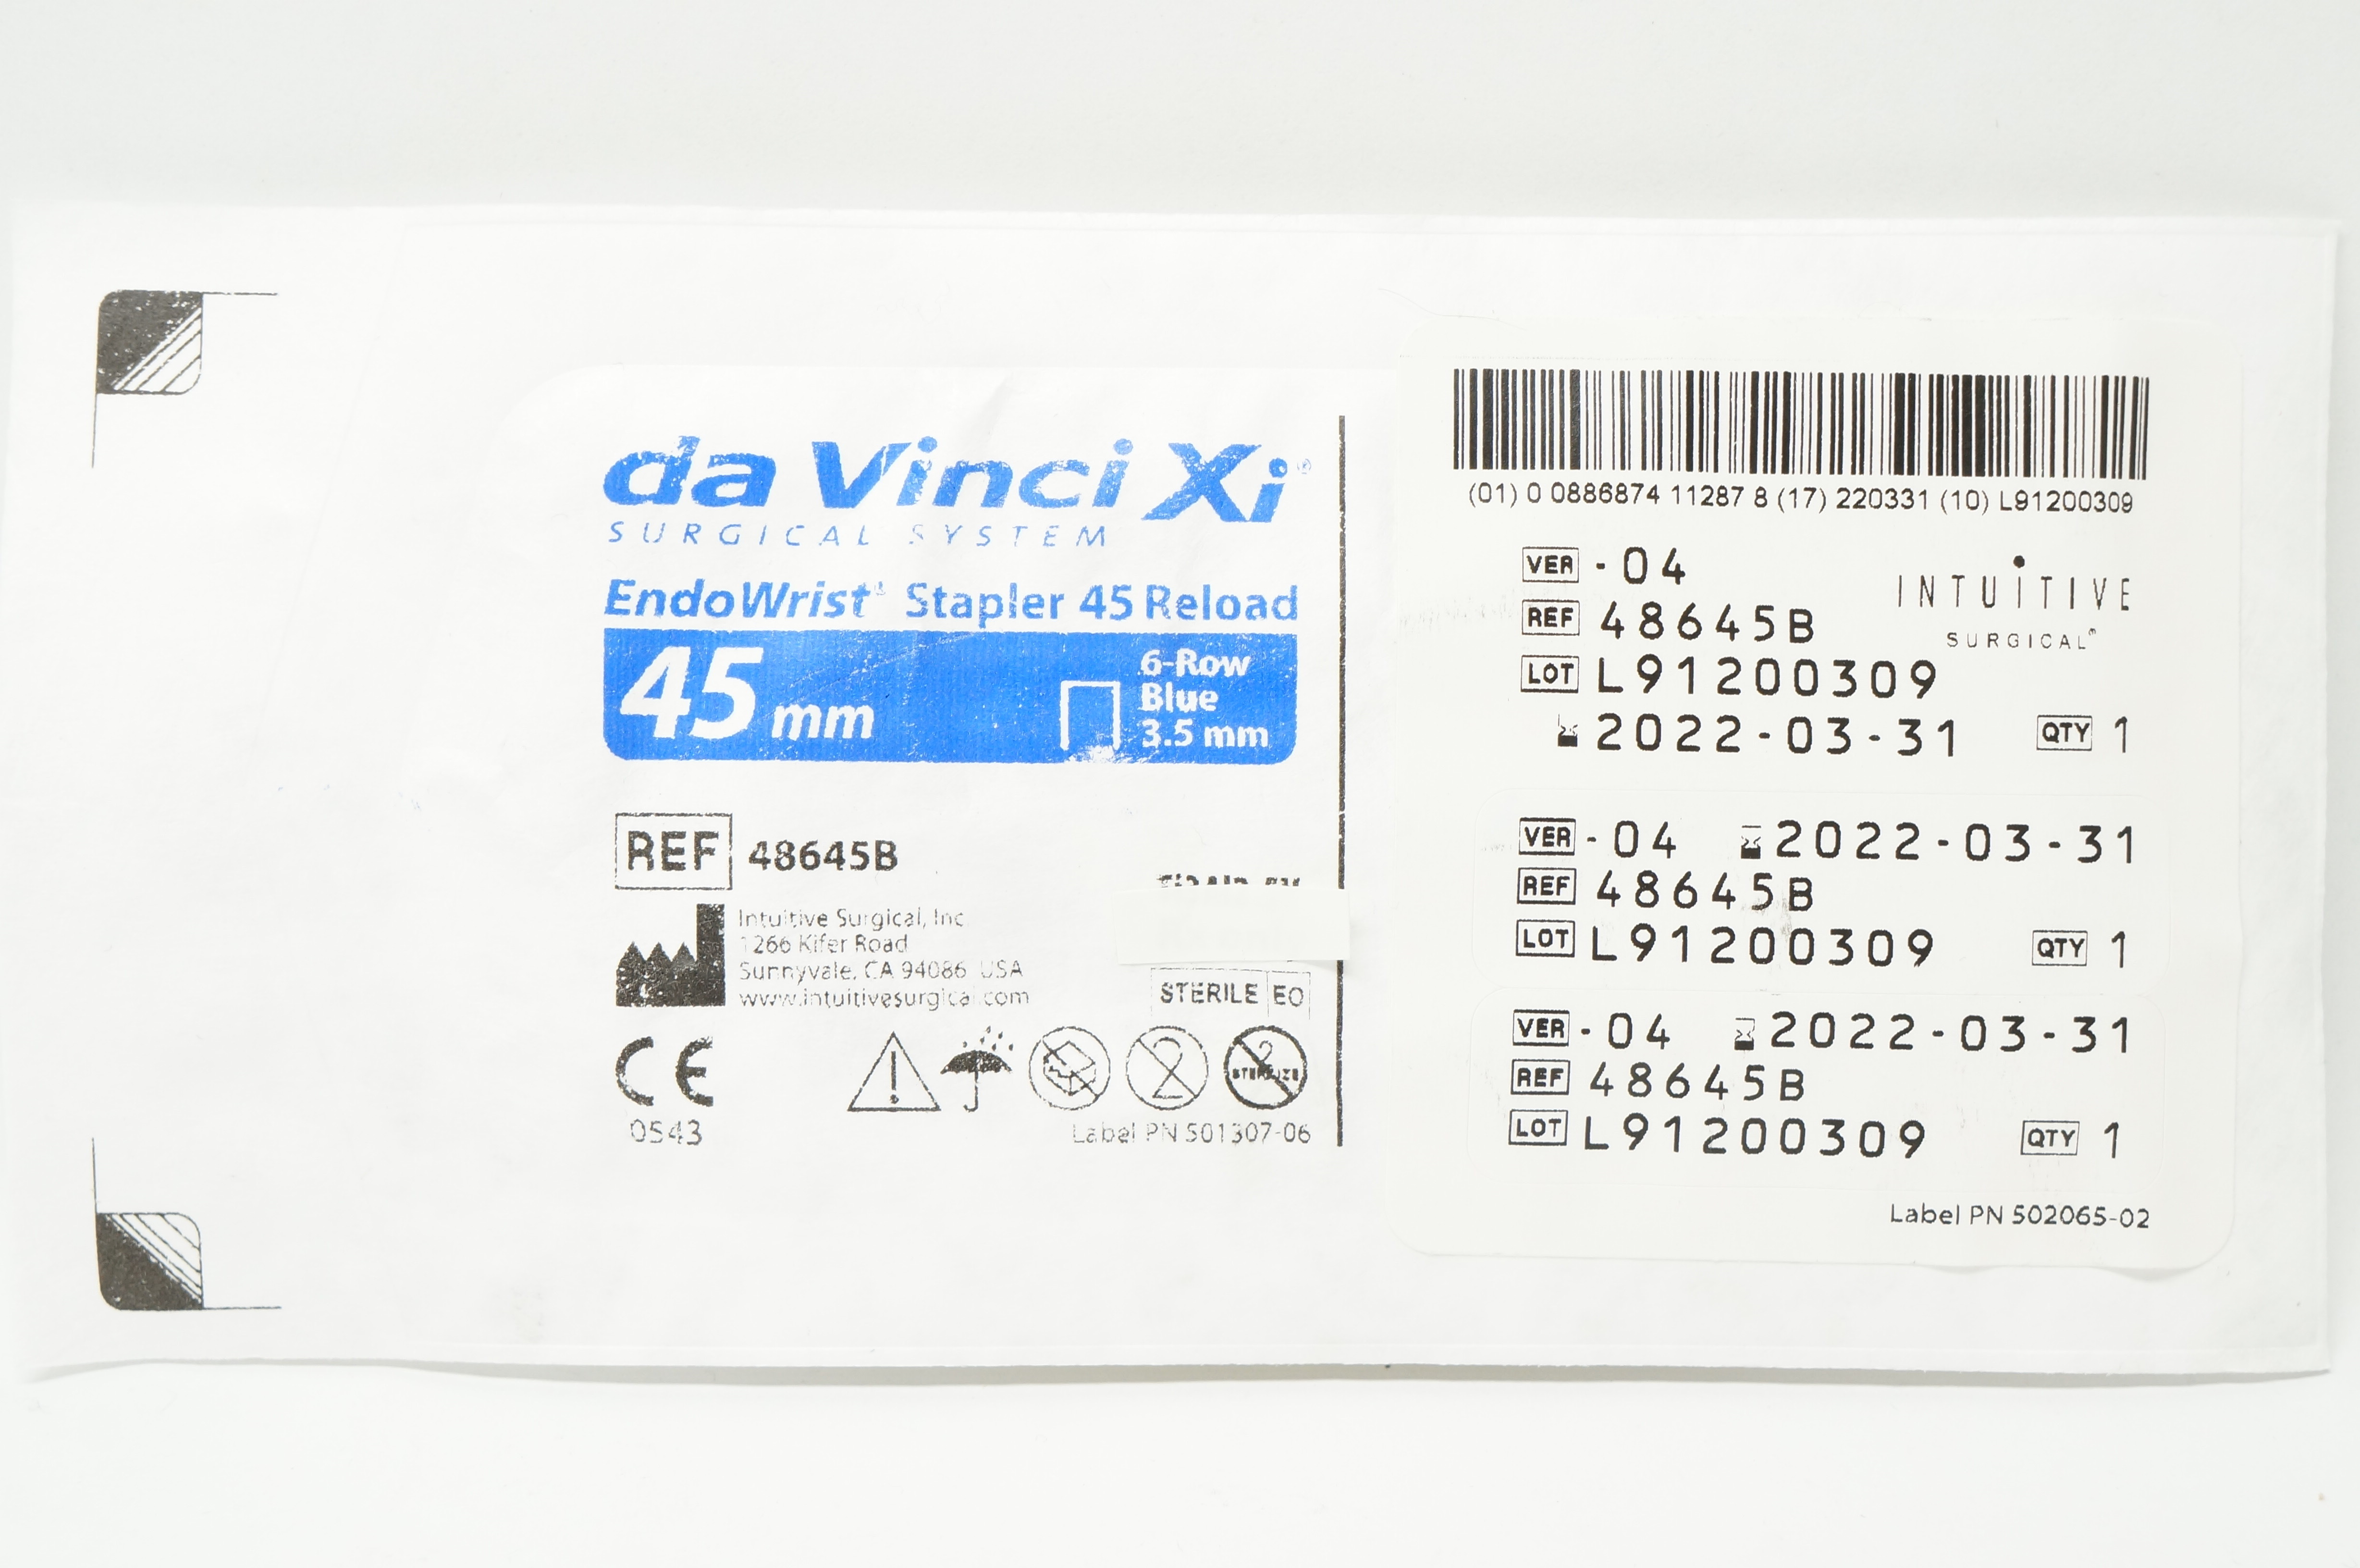 da Vinci Xi®
SURGICAL SYSTEM
EndoWrist® Stapler 45 Reload
45 mm
6-Row
Blue
3.5 mm
REF 48645B
Intuitive Surgical, Inc.
1266 Kifer Road
Sunnyvale, CA 94086 USA
www.intuitivesurgical.com
STERILE EO
2
2
STERILIZE
CE
0543
Label PN 501307-06
(01) 0 0886874 11287 8 (17) 220331 (10) L91200309
VER -04
INTUITIVE
SURGICAL®
REF 48645B
LOT L91200309
2022-03-31 QTY 1
VER -04 2022-03-31
REF 48645B
LOT L91200309 QTY 1
VER -04 2022-03-31
REF 48645B
LOT L91200309 QTY 1
Label PN 502065-02